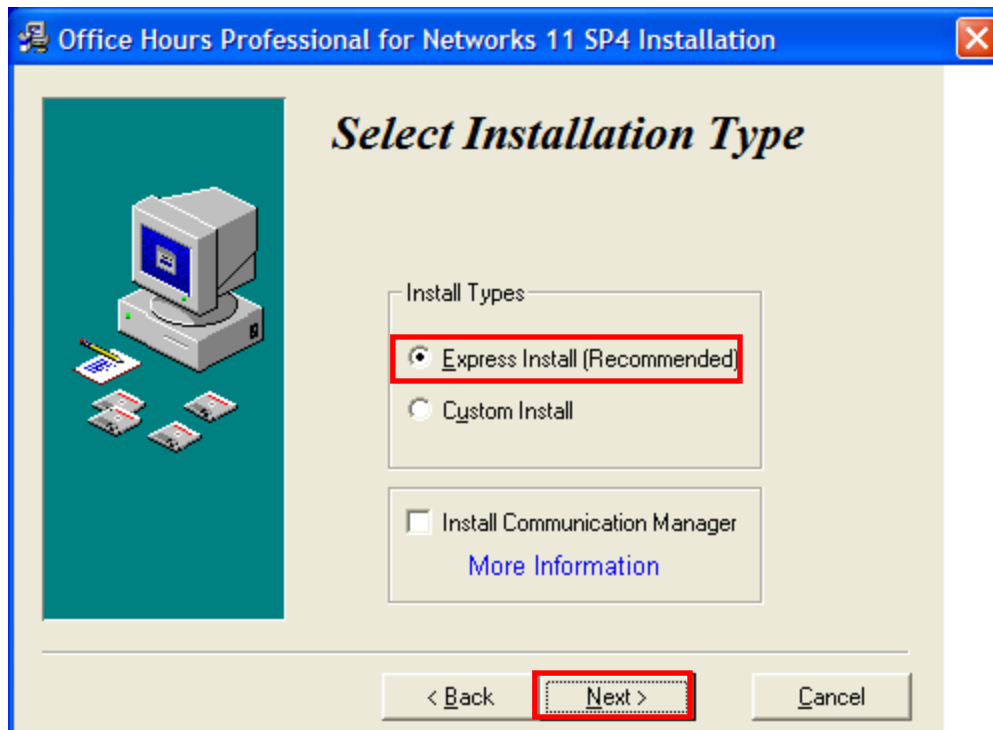 Office Hours Professional for Networks 11 SP4 Installation
Select Installation Type
Install Types
Express Install (Recommended)
Custom Install
Install Communication Manager
More Information
< Back Next > Cancel